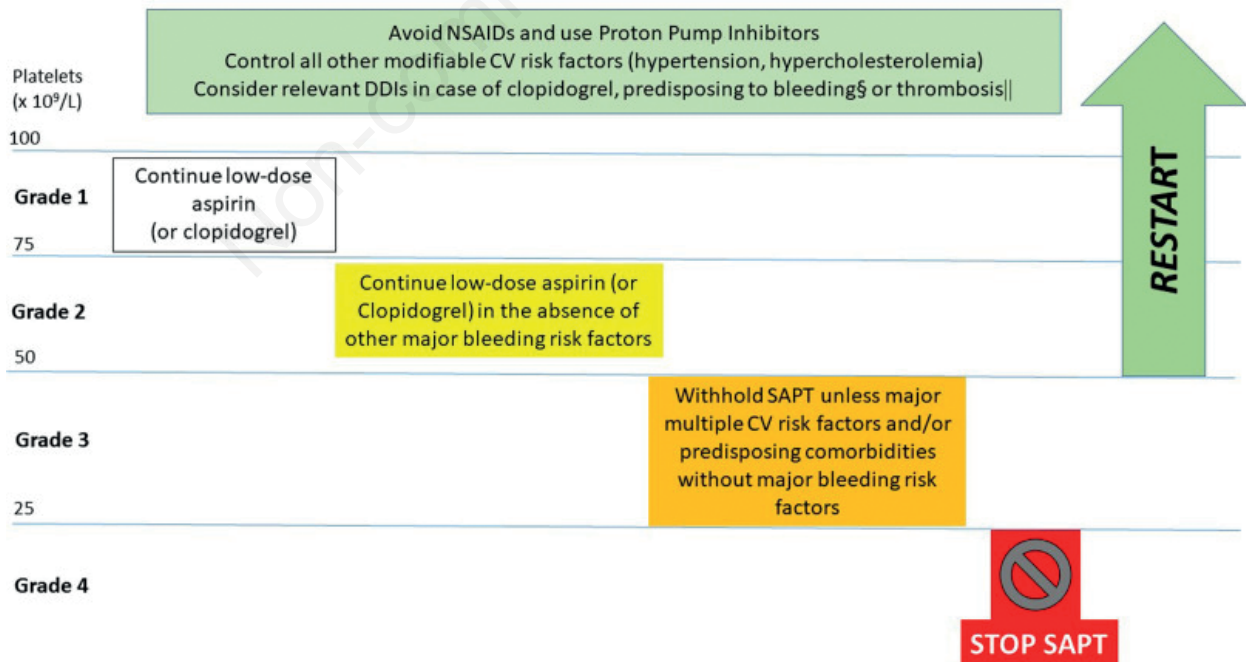 Avoid NSAIDs and use Proton Pump Inhibitors
Control all other modifiable CV risk factors (hypertension, hypercholesterolemia)
Consider relevant DDIs in case of clopidogrel, predisposing to bleeding§ or thrombosis||
Platelets
(x 10⁹/L)
100
Grade 1
Continue low-dose
aspirin
(or clopidogrel)
75
Grade 2
Continue low-dose aspirin (or
Clopidogrel) in the absence of
other major bleeding risk factors
50
Grade 3
Withhold SAPT unless major
multiple CV risk factors and/or
predisposing comorbidities
without major bleeding risk
factors
25
Grade 4
STOP SAPT
RESTART
Non-com